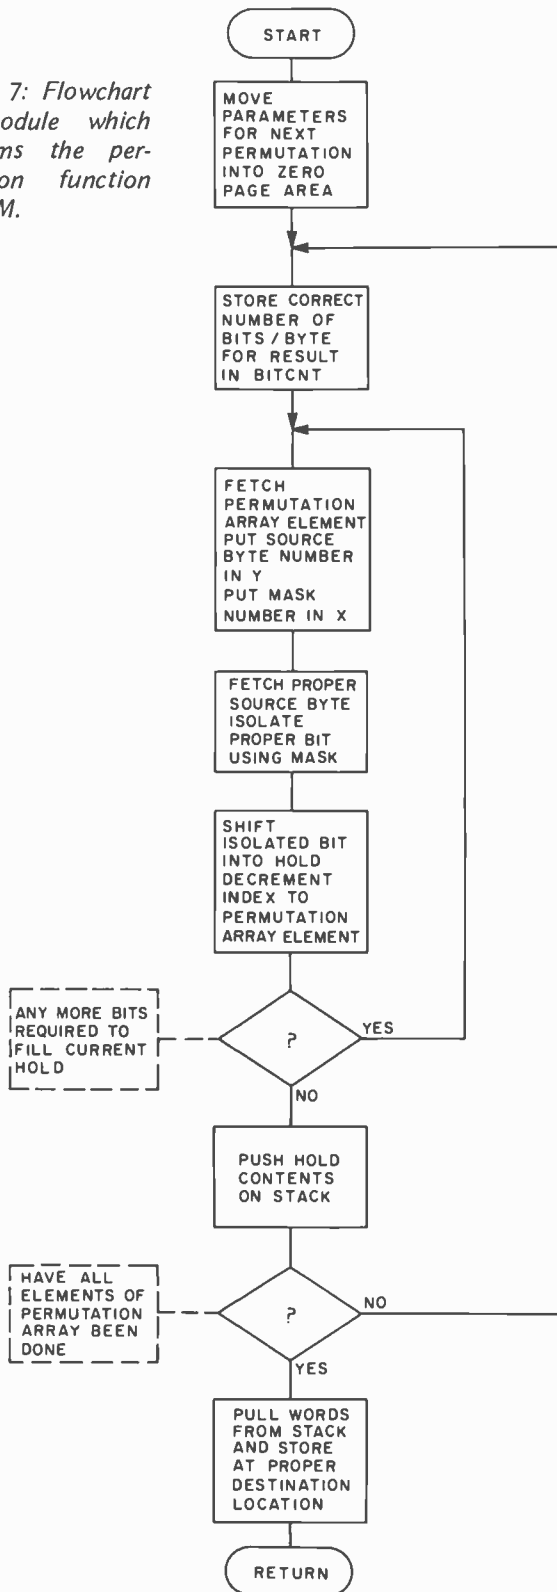 START
7: Flowchart
odule which
ms the per-
on function
M.
MOVE
PARAMETERS
FOR NEXT
PERMUTATION
INTO ZERO
PAGE AREA
STORE CORRECT
NUMBER OF
BITS / BYTE
FOR RESULT
IN BITCNT
FETCH
PERMUTATION
ARRAY ELEMENT
PUT SOURCE
BYTE NUMBER
IN Y
PUT MASK
NUMBER IN X
FETCH PROPER
SOURCE BYTE
ISOLATE
PROPER BIT
USING MASK
SHIFT
ISOLATED BIT
INTO HOLD
DECREMENT
INDEX TO
PERMUTATION
ARRAY ELEMENT
ANY MORE BITS
REQUIRED TO
FILL CURRENT
HOLD
?
YES
NO
PUSH HOLD
CONTENTS
ON STACK
HAVE ALL
ELEMENTS OF
PERMUTATION
ARRAY BEEN
DONE
?
NO
YES
PULL WORDS
FROM STACK
AND STORE
AT PROPER
DESTINATION
LOCATION
RETURN